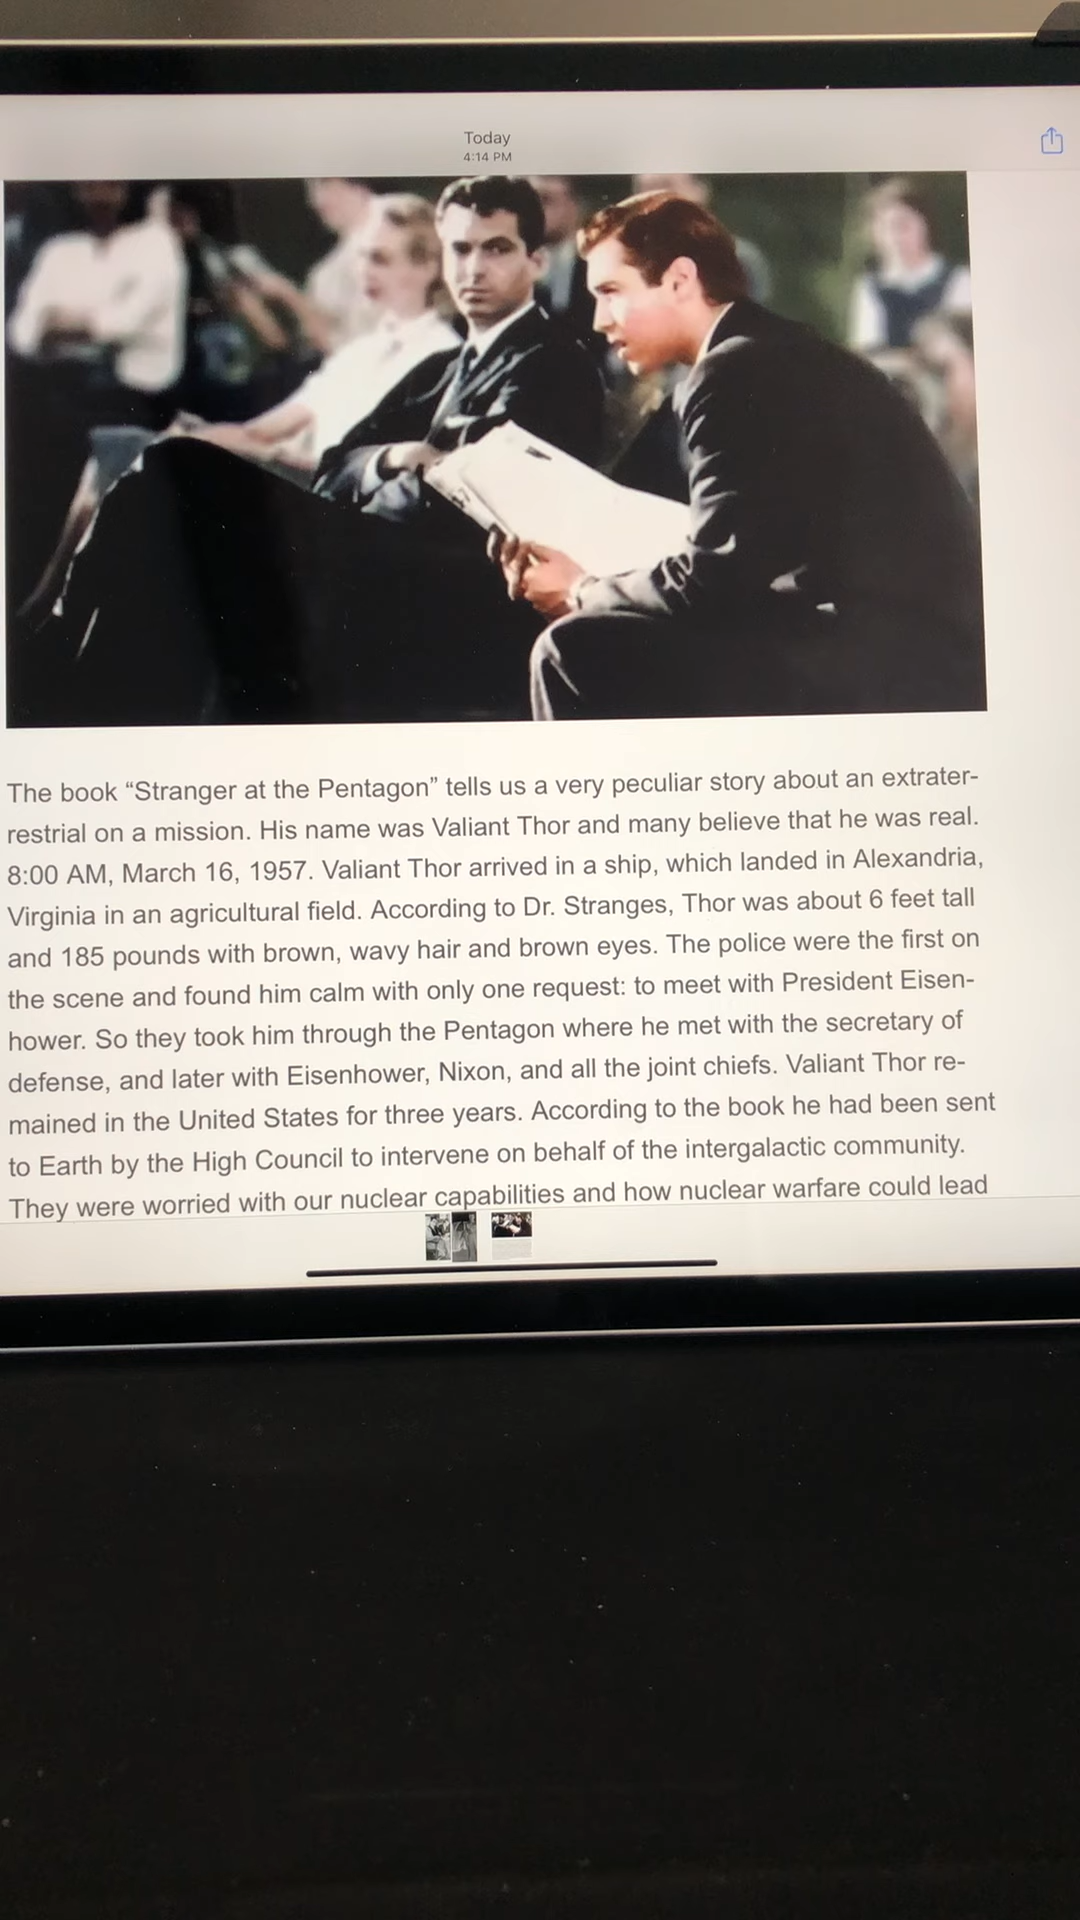 Today
4:14 PM
The book “Stranger at the Pentagon” tells us a very peculiar story about an extrater-
restrial on a mission. His name was Valiant Thor and many believe that he was real.
8:00 AM, March 16, 1957. Valiant Thor arrived in a ship, which landed in Alexandria,
Virginia in an agricultural field. According to Dr. Stranges, Thor was about 6 feet tall
and 185 pounds with brown, wavy hair and brown eyes. The police were the first on
the scene and found him calm with only one request: to meet with President Eisen-
hower. So they took him through the Pentagon where he met with the secretary of
defense, and later with Eisenhower, Nixon, and all the joint chiefs. Valiant Thor re-
mained in the United States for three years. According to the book he had been sent
to Earth by the High Council to intervene on behalf of the intergalactic community.
They were worried with our nuclear capabilities and how nuclear warfare could lead